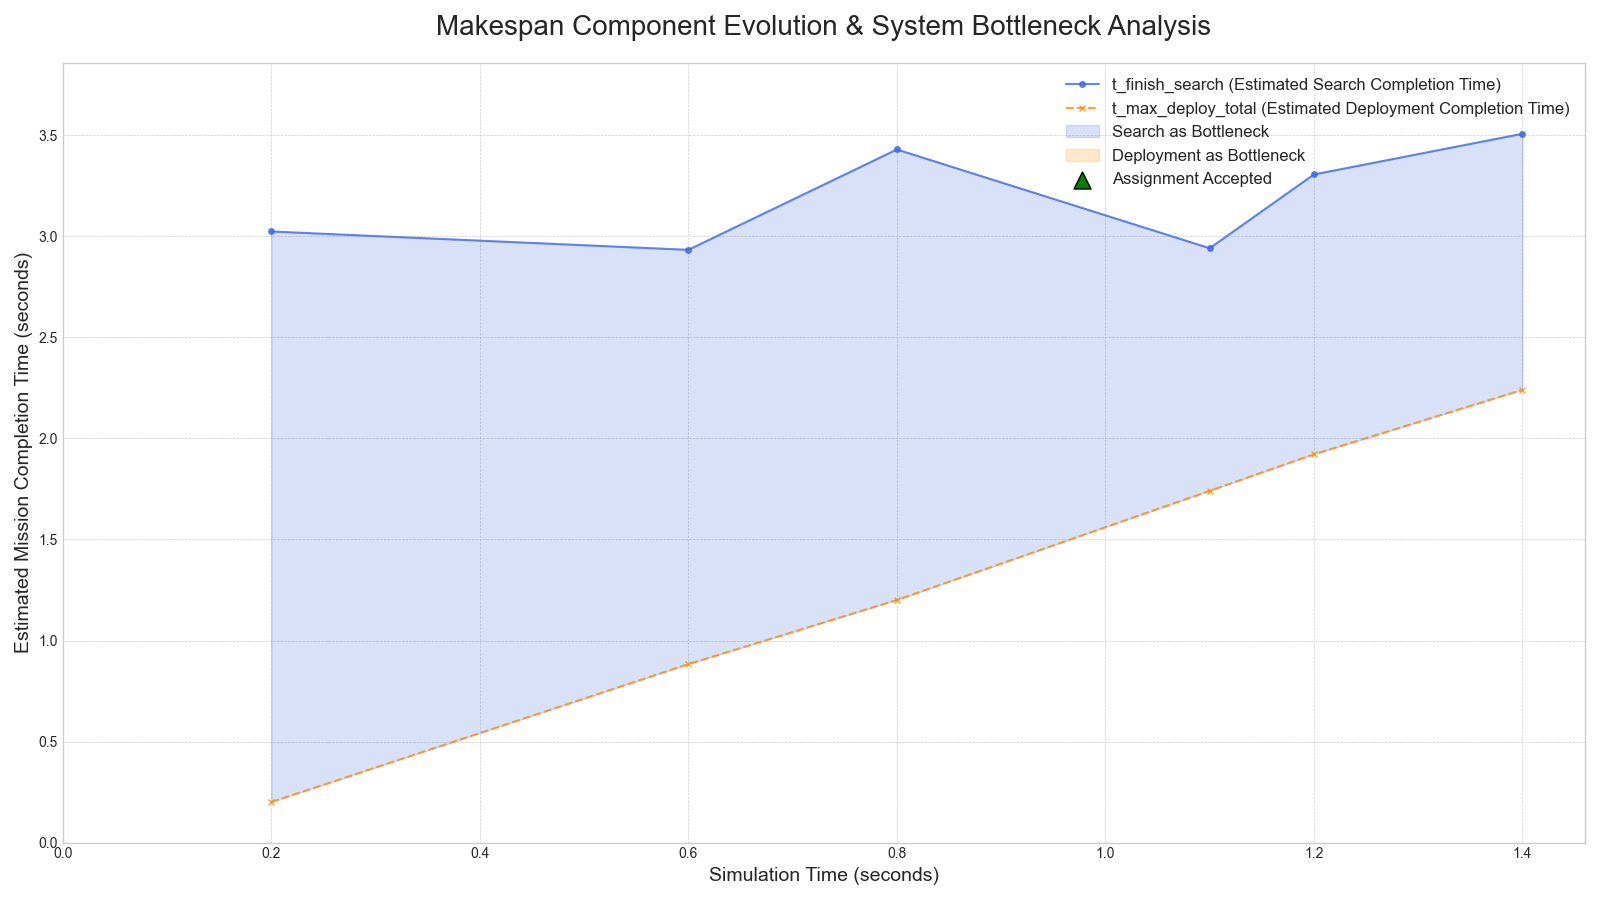 Makespan Component Evolution & System Bottleneck Analysis
t_finish_search (Estimated Search Completion Time)
t_max_deploy_total (Estimated Deployment Completion Time)
Search as Bottleneck
Deployment as Bottleneck
Assignment Accepted
Estimated Mission Completion Time (seconds)
3.5
3.0
2.5
2.0
1.5
1.0
0.5
0.0
0.0 0.2 0.4 0.6 0.8 1.0 1.2 1.4
Simulation Time (seconds)